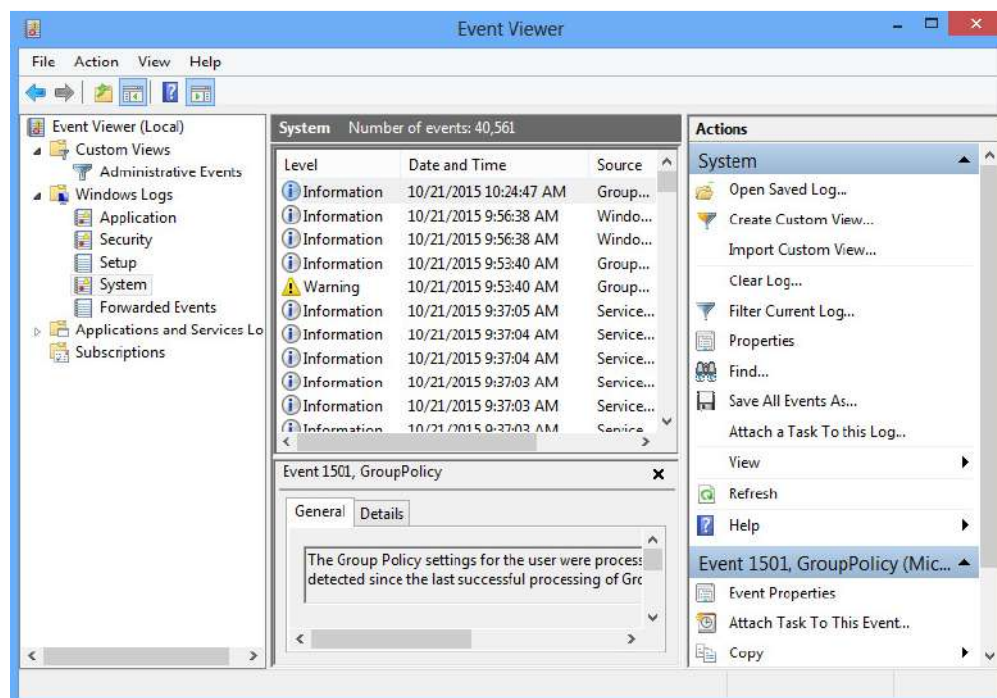 Event Viewer
File Action View Help
Event Viewer (Local)
Custom Views
Administrative Events
Windows Logs
Application
Security
Setup
System
Forwarded Events
Applications and Services Lo
Subscriptions
System Number of events: 40,561
Level Date and Time Source
Information 10/21/2015 10:24:47 AM Group...
Information 10/21/2015 9:56:38 AM Windo...
Information 10/21/2015 9:56:38 AM Windo...
Information 10/21/2015 9:53:40 AM Group...
Warning 10/21/2015 9:53:40 AM Group...
Information 10/21/2015 9:37:05 AM Service...
Information 10/21/2015 9:37:04 AM Service...
Information 10/21/2015 9:37:04 AM Service...
Information 10/21/2015 9:37:03 AM Service...
Information 10/21/2015 9:37:03 AM Service...
Information 10/21/2015 9:37:03 AM Service
Event 1501, GroupPolicy
General Details
The Group Policy settings for the user were process
detected since the last successful processing of Gro
Actions
System
Open Saved Log...
Create Custom View...
Import Custom View...
Clear Log...
Filter Current Log...
Properties
Find...
Save All Events As...
Attach a Task To this Log...
View
Refresh
Help
Event 1501, GroupPolicy (Mic...
Event Properties
Attach Task To This Event...
Copy